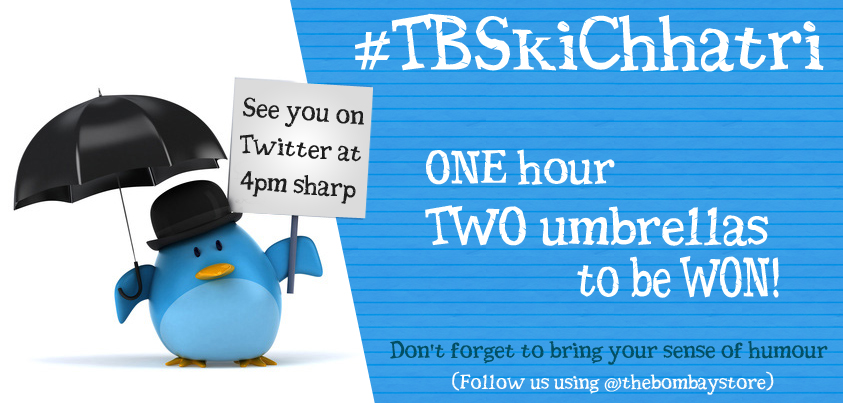 #TBSkiChhatri
See you on
Twitter at
4pm sharp
ONE hour
TWO umbrellas
to be WON!
Don't forget to bring your sense of humour
(Follow us using @thebombaystore)